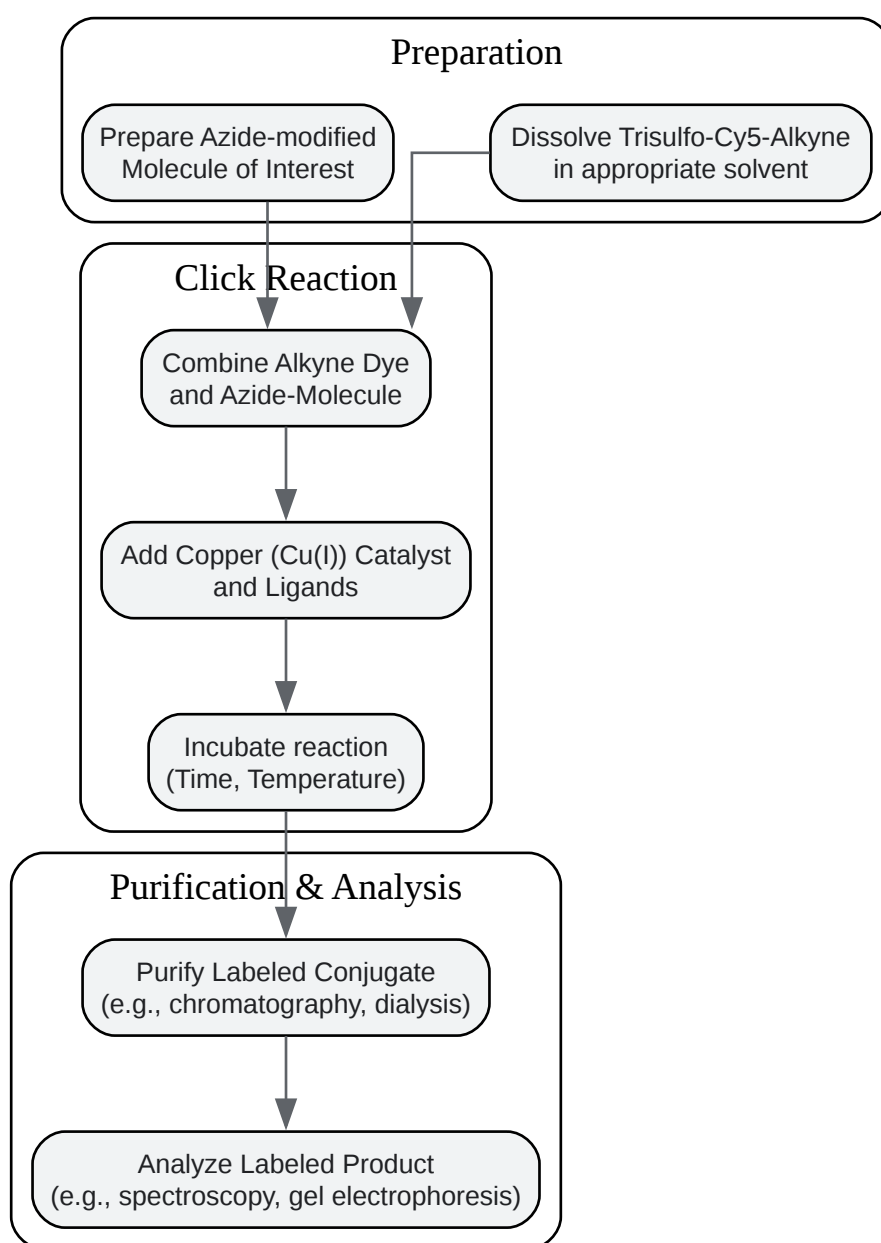 Preparation
Prepare Azide-modified
Molecule of Interest
Dissolve Trisulfo-Cy5-Alkyne
in appropriate solvent
Click Reaction
Combine Alkyne Dye
and Azide-Molecule
Add Copper (Cu(I)) Catalyst
and Ligands
Incubate reaction
(Time, Temperature)
Purification & Analysis
Purify Labeled Conjugate
(e.g., chromatography, dialysis)
Analyze Labeled Product
(e.g., spectroscopy, gel electrophoresis)